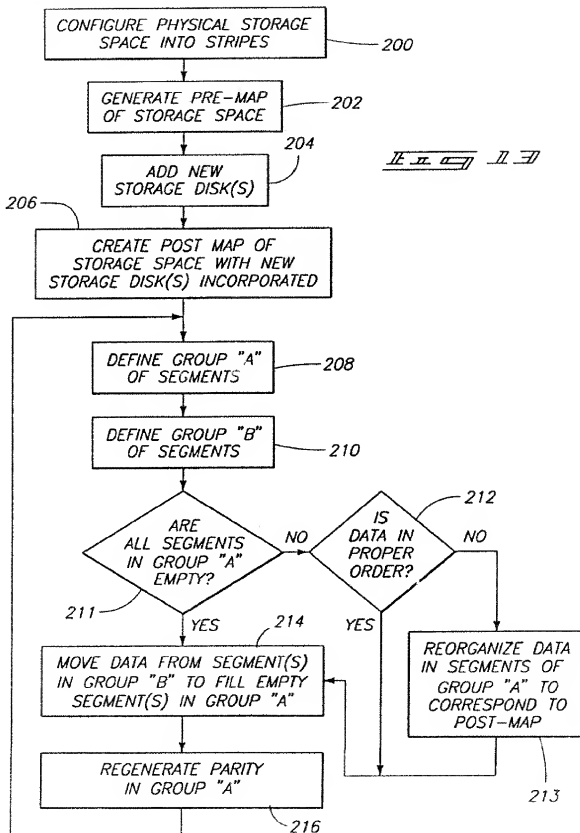 CONFIGURE PHYSICAL STORAGE
SPACE INTO STRIPES
200
GENERATE PRE-MAP
OF STORAGE SPACE
202
204
ADD NEW
STORAGE DISK(S)
Fig 13
206
CREATE POST MAP OF
STORAGE SPACE WITH NEW
STORAGE DISK(S) INCORPORATED
DEFINE GROUP "A"
OF SEGMENTS
208
DEFINE GROUP "B"
OF SEGMENTS
210
ARE
ALL SEGMENTS
IN GROUP "A"
EMPTY?
211
NO
YES
212
IS
DATA IN
PROPER
ORDER?
NO
YES
214
MOVE DATA FROM SEGMENT(S)
IN GROUP "B" TO FILL EMPTY
SEGMENT(S) IN GROUP "A"
REORGANIZE DATA
IN SEGMENTS OF
GROUP "A" TO
CORRESPOND TO
POST-MAP
213
REGENERATE PARITY
IN GROUP "A"
216